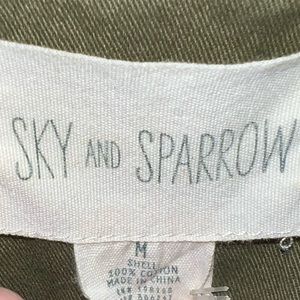 SKY AND SPARROW
M
SHELL
100% COTTON
MADE IN CHINA